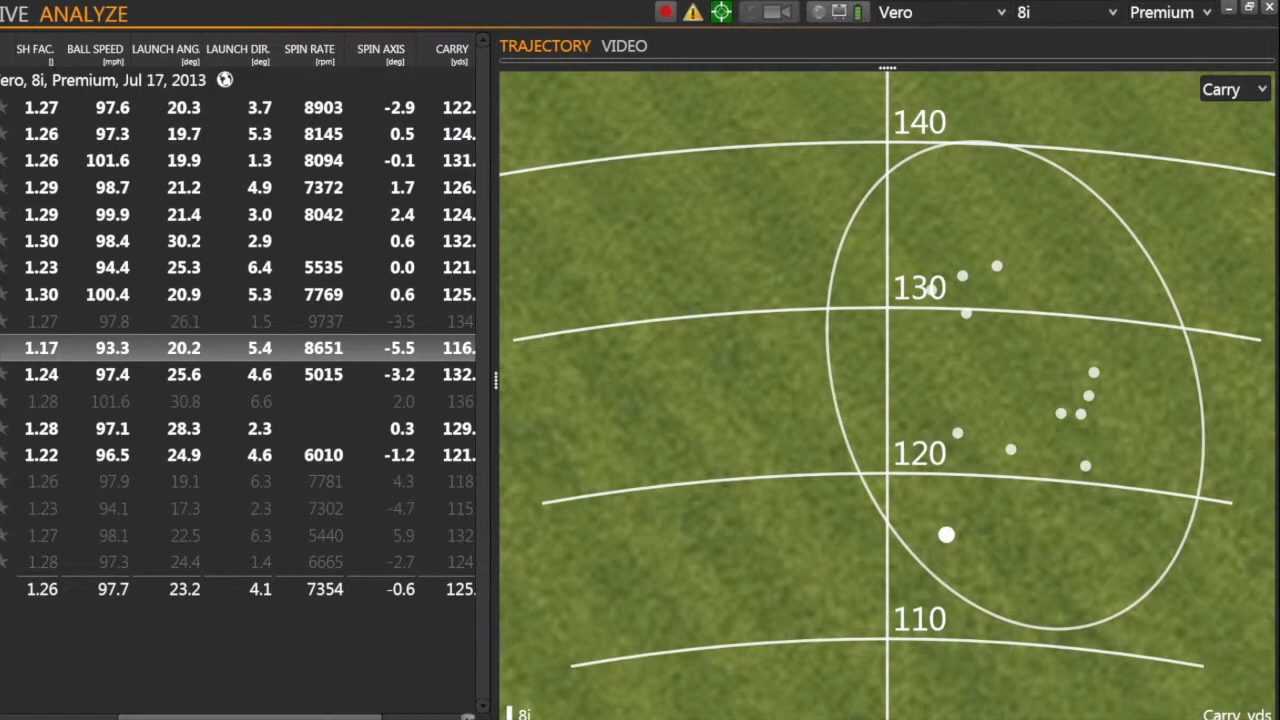 IVE ANALYZE Vero 8i Premium
SH FAC. BALL SPEED LAUNCH ANG. LAUNCH DIR. SPIN RATE SPIN AXIS CARRY
[] [mph] [deg] [deg] [rpm] [deg] [yds]
ero, 8i, Premium, Jul 17, 2013
1.27 97.6 20.3 3.7 8903 -2.9 122.
1.26 97.3 19.7 5.3 8145 0.5 124.
1.26 101.6 19.9 1.3 8094 -0.1 131.
1.29 98.7 21.2 4.9 7372 1.7 126.
1.29 99.9 21.4 3.0 8042 2.4 124.
1.30 98.4 30.2 2.9 0.6 132.
1.23 94.4 25.3 6.4 5535 0.0 121.
1.30 100.4 20.9 5.3 7769 0.6 125.
1.27 97.8 26.1 1.5 9737 -3.5 134
1.17 93.3 20.2 5.4 8651 -5.5 116.
1.24 97.4 25.6 4.6 5015 -3.2 132.
1.28 101.6 30.8 6.6 2.0 136
1.28 97.1 28.3 2.3 0.3 129.
1.22 96.5 24.9 4.6 6010 -1.2 121.
1.26 97.9 19.1 6.3 7781 4.3 118
1.23 94.1 17.3 2.3 7302 -4.7 115
1.27 98.1 22.5 6.3 5440 5.9 132
1.28 97.3 24.4 1.4 6665 -2.7 124
1.26 97.7 23.2 4.1 7354 -0.6 125.
TRAJECTORY VIDEO
Carry
140
130
120
110
8i Carry, yds